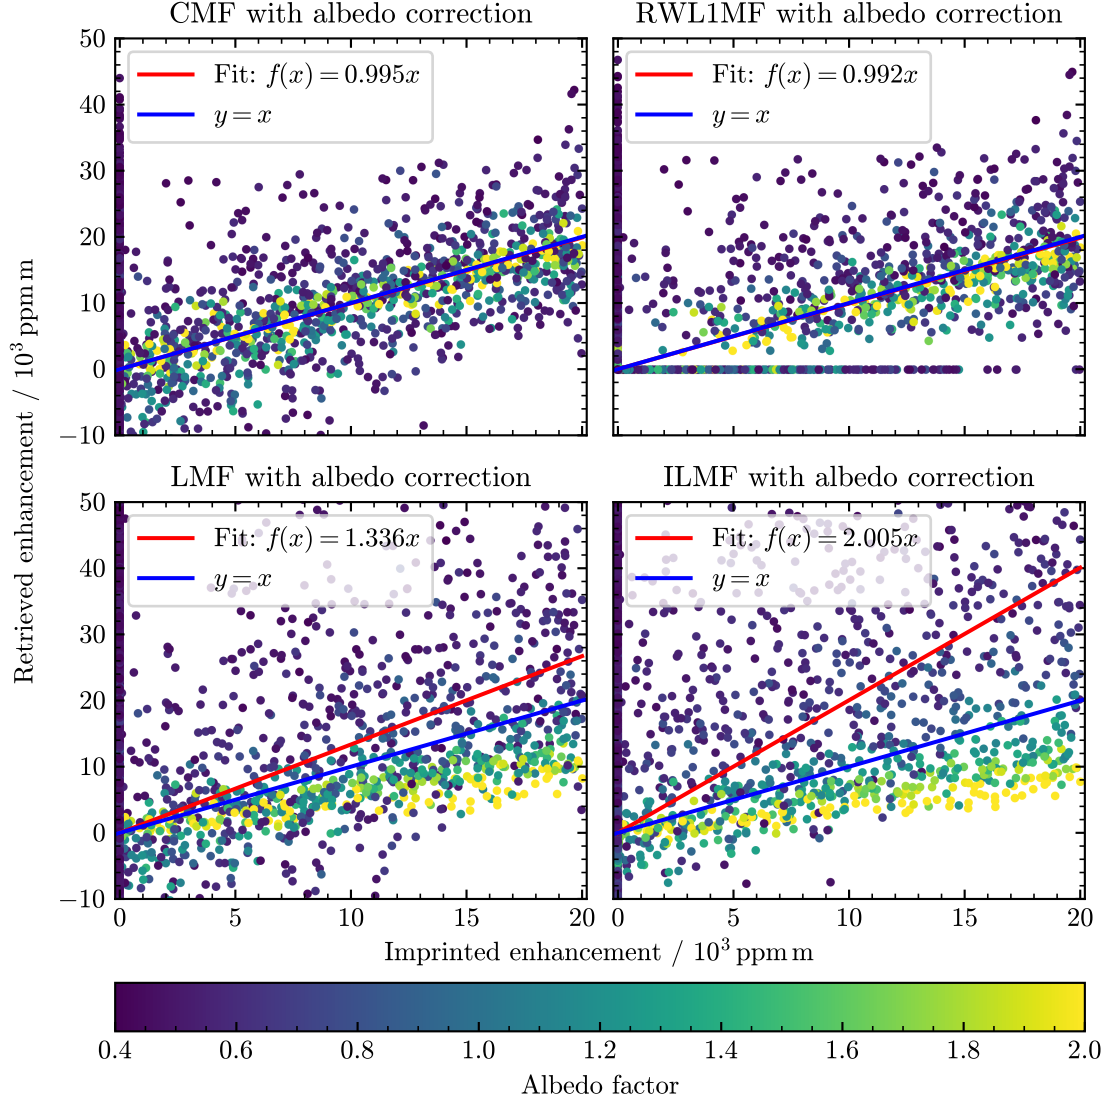 CMF with albedo correction
RWL1MF with albedo correction
50
40
30
20
10
0
−10
Fit: f(x) = 0.995x
y = x
Fit: f(x) = 0.992x
y = x
Retrieved enhancement / 10³ ppm m
LMF with albedo correction
ILMF with albedo correction
50
40
30
20
10
0
−10
Fit: f(x) = 1.336x
y = x
Fit: f(x) = 2.005x
y = x
0 5 10 15 20
0 5 10 15 20
Imprinted enhancement / 10³ ppm m
0.4 0.6 0.8 1.0 1.2 1.4 1.6 1.8 2.0
Albedo factor